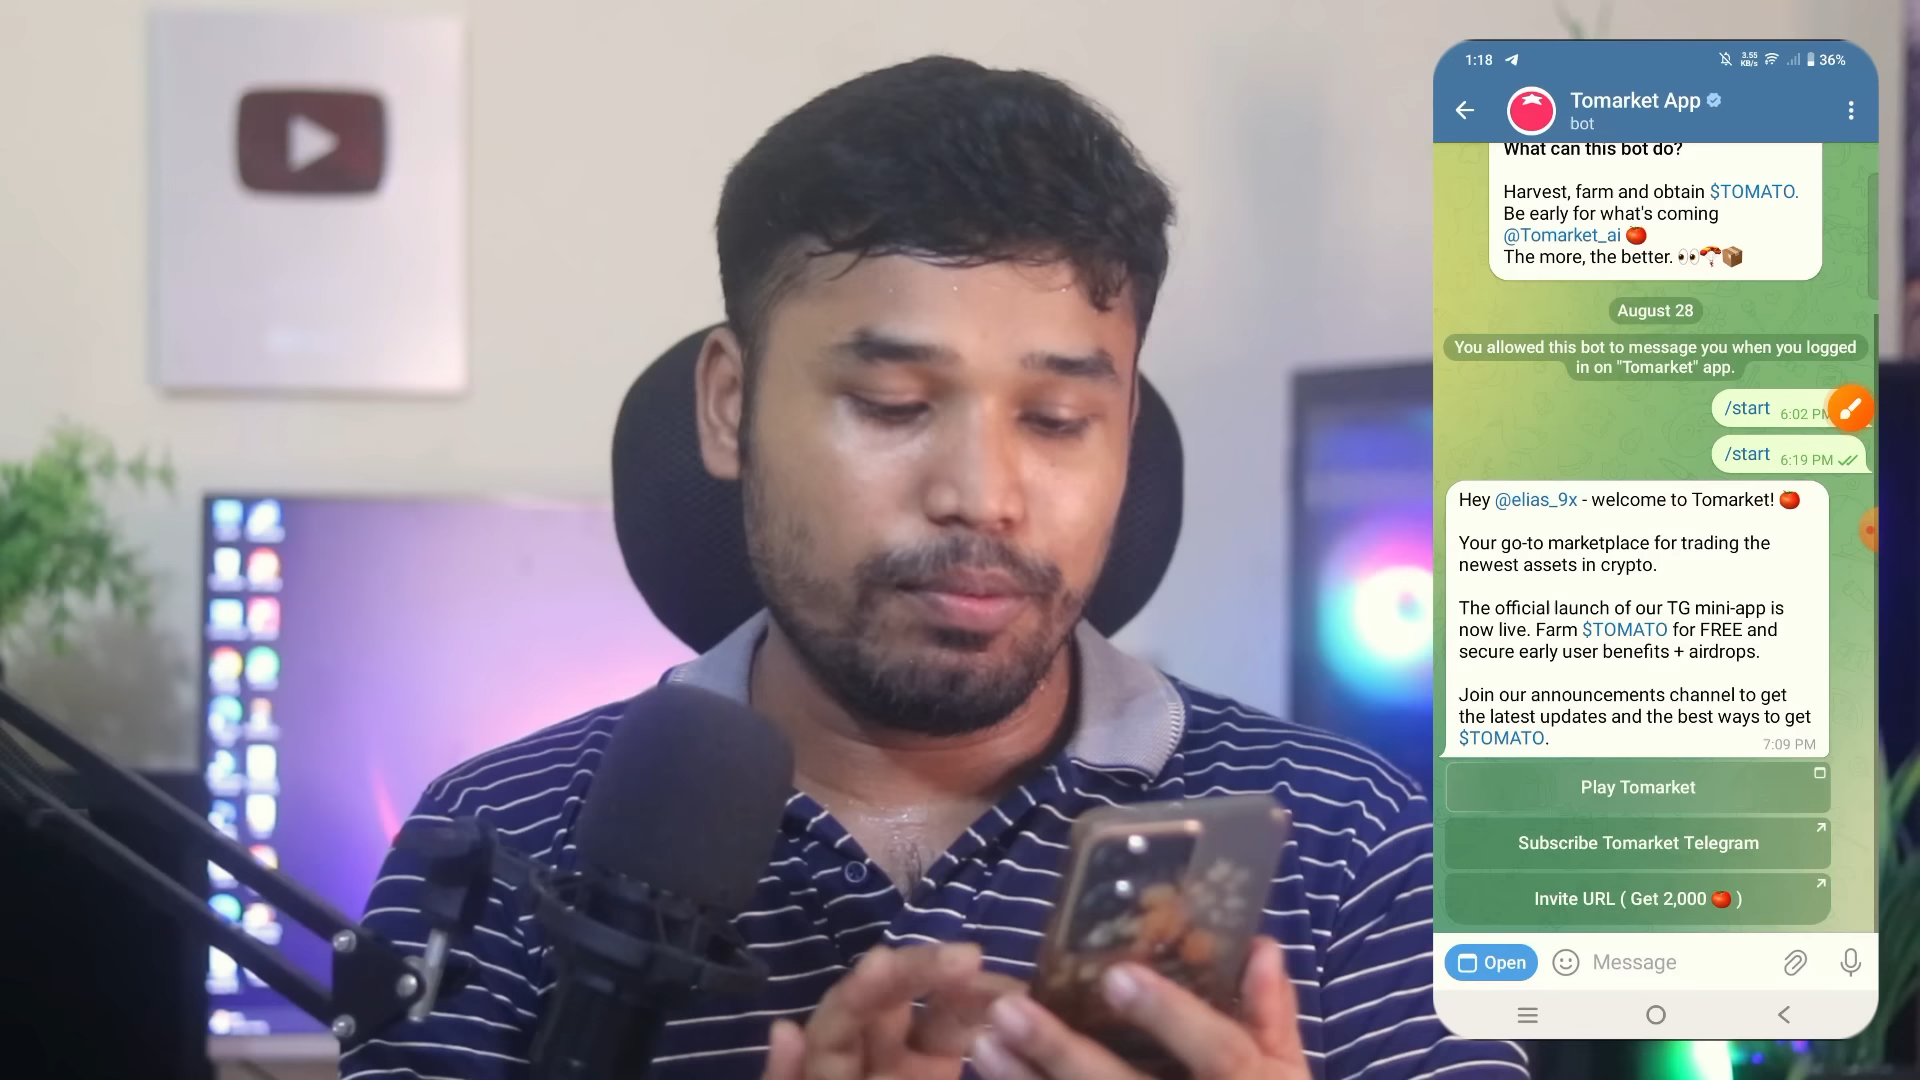 1:18
3.55
KB/s
36%
Tomarket App
bot
What can this bot do?
Harvest, farm and obtain $TOMATO.
Be early for what's coming
@Tomarket_ai 🍅
The more, the better. 👀🪂📦
August 28
You allowed this bot to message you when you logged
in on "Tomarket" app.
/start 6:02 PM
/start 6:19 PM
Hey @elias_9x - welcome to Tomarket! 🍅
Your go-to marketplace for trading the
newest assets in crypto.
The official launch of our TG mini-app is
now live. Farm $TOMATO for FREE and
secure early user benefits + airdrops.
Join our announcements channel to get
the latest updates and the best ways to get
$TOMATO.
7:09 PM
Play Tomarket
Subscribe Tomarket Telegram
Invite URL ( Get 2,000 🍅 )
Open
Message